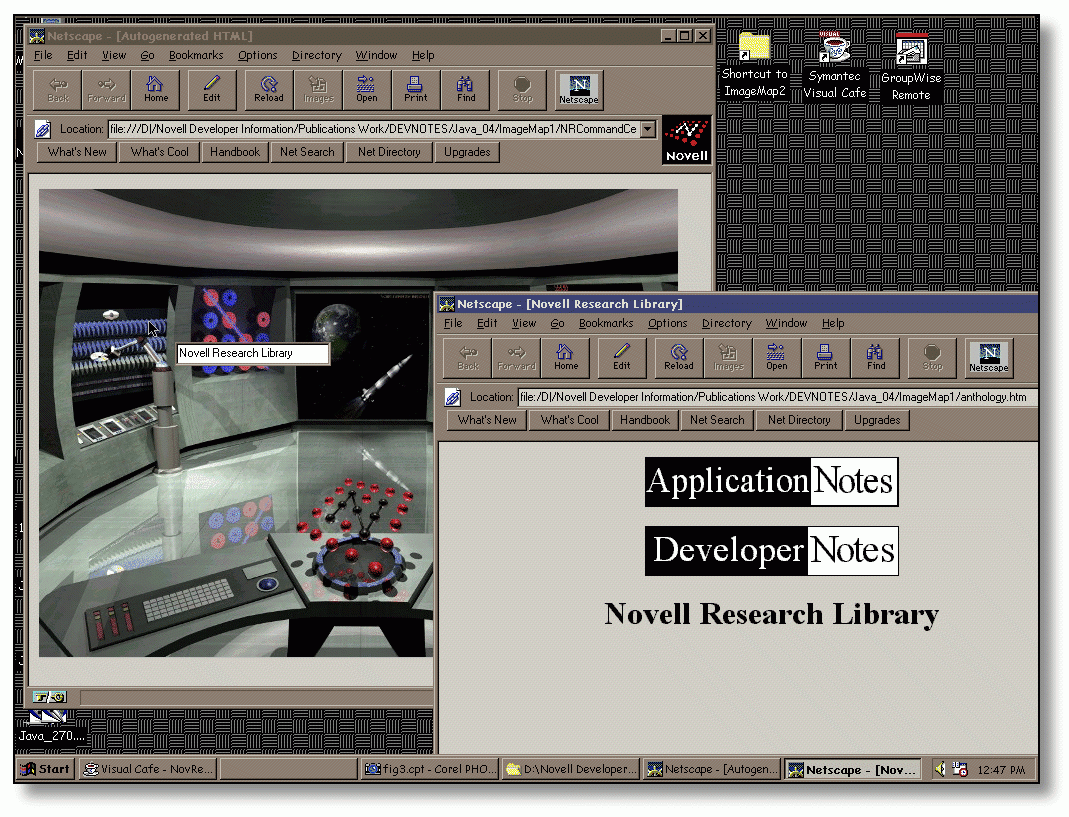 Netscape - [Autogenerated HTML]
File Edit View Go Bookmarks Options Directory Window Help
Back Forward Home Edit Reload Images Open Print Find Stop Netscape
Location: file:///D|/Novell Developer Information/Publications Work/DEVNOTES/Java_04/ImageMap1/NRCommandCe
Novell
What's New What's Cool Handbook Net Search Net Directory Upgrades
Shortcut to ImageMap2
VISUAL
Symantec Visual Cafe
GroupWise Remote
Novell Research Library
Netscape - [Novell Research Library]
File Edit View Go Bookmarks Options Directory Window Help
Back Forward Home Edit Reload Images Open Print Find Stop Netscape
Location: file:/D|/Novell Developer Information/Publications Work/DEVNOTES/Java_04/ImageMap1/anthology.htm
What's New What's Cool Handbook Net Search Net Directory Upgrades
Application Notes
Developer Notes
Novell Research Library
Java_270....
Start Visual Cafe - NovRe... fig3.cpt - Corel PHO... D:\Novell Developer... Netscape - [Autogen... Netscape - [Nov... 12:47 PM